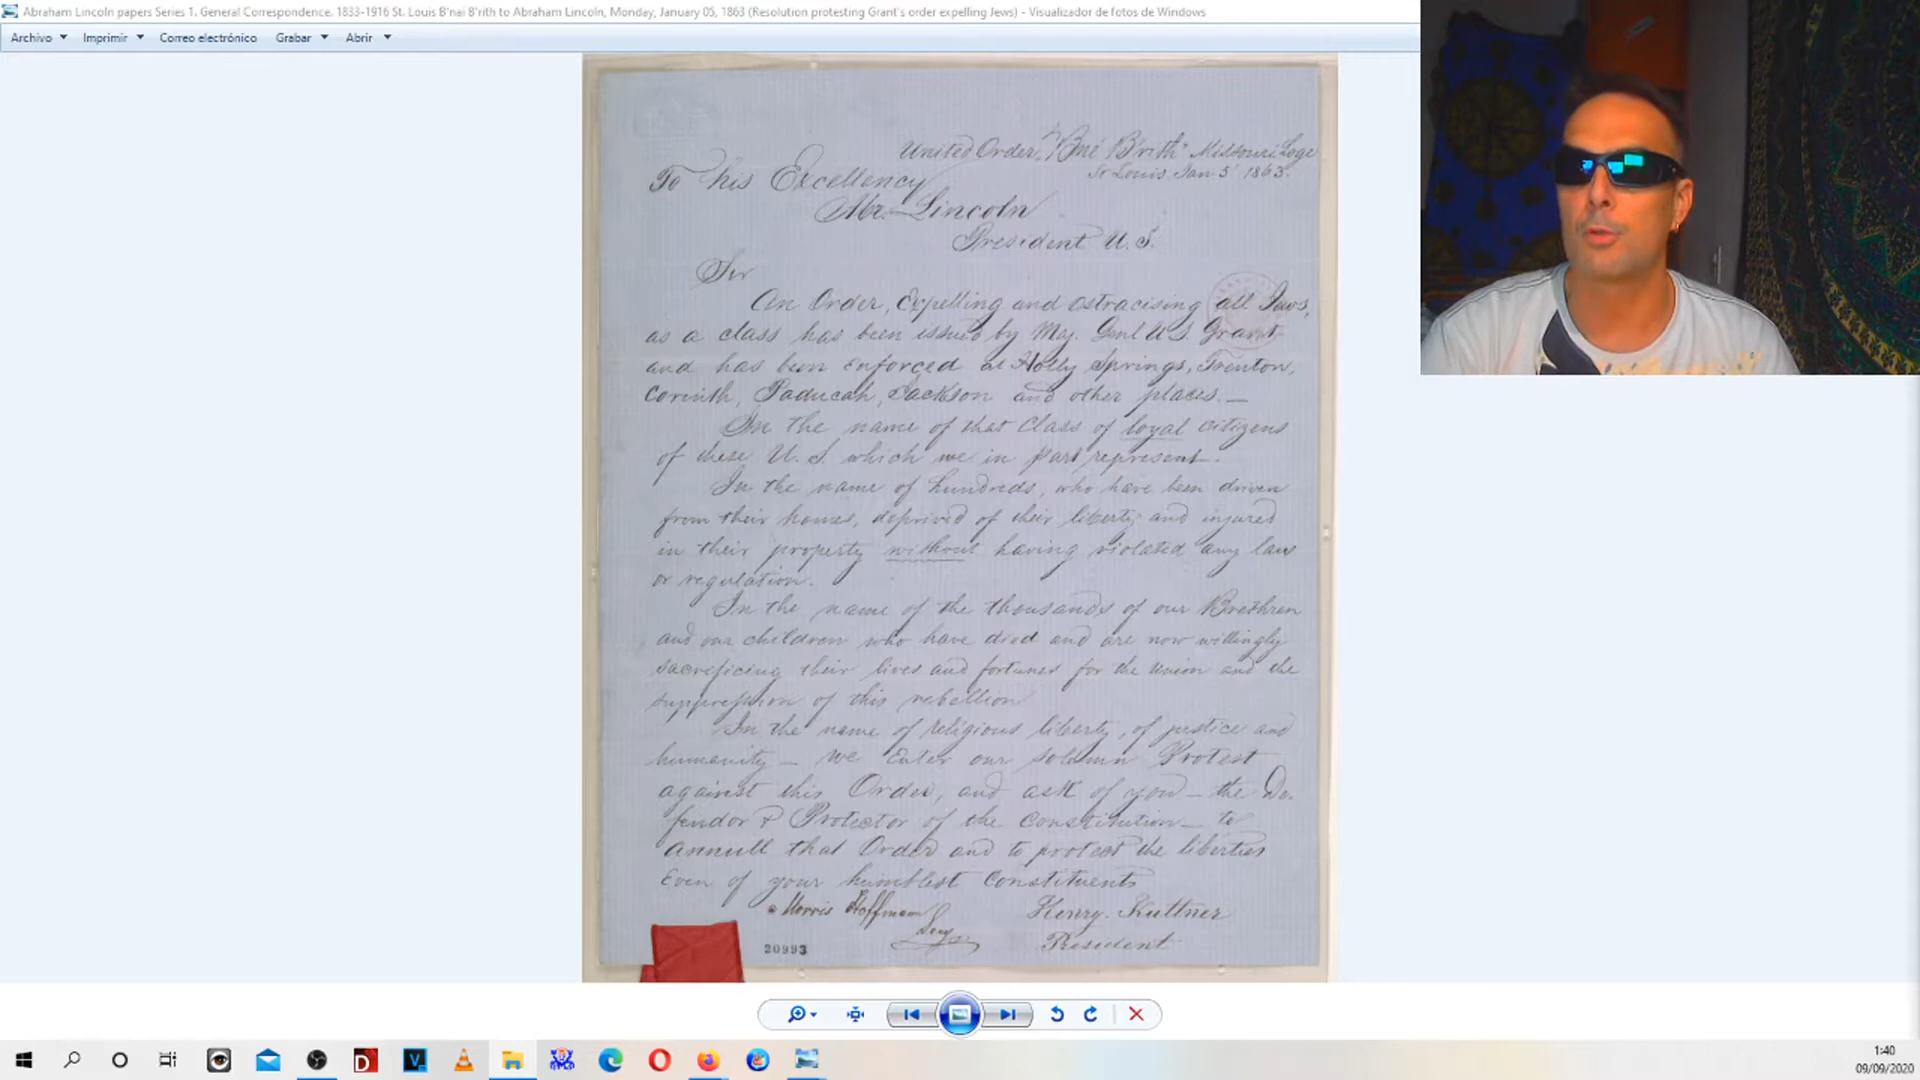 Abraham Lincoln papers Series 1. General Correspondence. 1833-1916 St. Louis B'nai B'rith to Abraham Lincoln, Monday, January 05, 1863 (Resolution protesting Grant's order expelling Jews) - Visualizador de fotos de Windows
Archivo Imprimir Correo electrónico Grabar Abrir
United Order, "Bné B'rith" Missouri Loge
St Louis Jan 5 1863.
To his Excellency
Abr. Lincoln
President U. S.
Sir
An Order, Expelling and ostracising all Jews,
as a class has been issued by Maj. Genl U. S. Grant
and has been enforced at Holly Springs, Trenton,
Corinth, Paducah, Jackson and other places. —
In the name of that Class of loyal citizens
of these U. S. which we in part represent.
In the name of hundreds, who have been driven
from their homes, deprived of their liberty and injured
in their property without having violated any law
or regulation.
In the name of the thousands of our Brethren
and our children who have died and are now willingly
sacrificing their lives and fortunes for the union and the
suppression of this rebellion
In the name of religious liberty, of justice and
humanity — we Enter our solemn Protest
against this Order, and ask of you — the De-
fendor & Protector of the Constitution — to
annull that Order and to protect the liberties
Even of your humblest Constituents
Morris Hoffman Henry Kuttner
Secy President
20993
1:40
09/09/2020